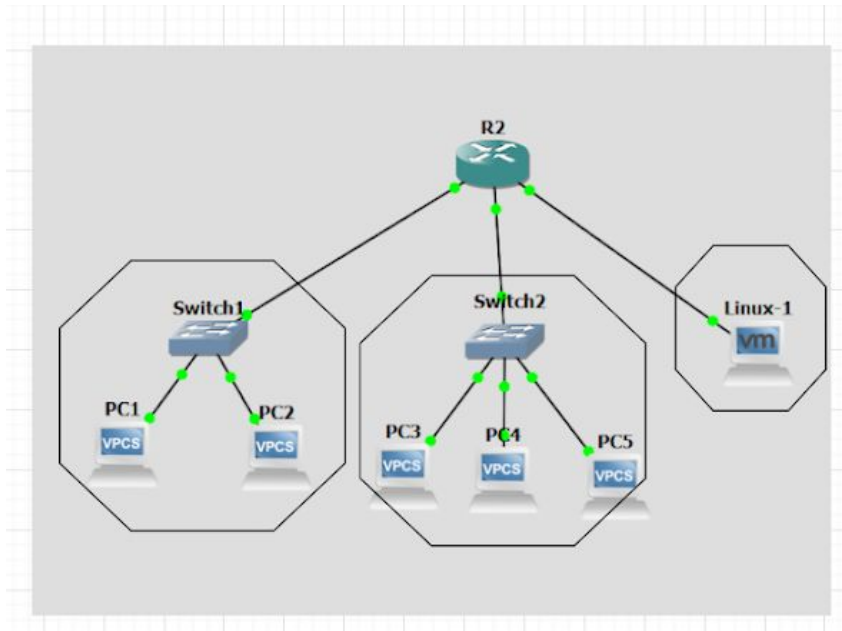 R2
Switch1
Switch2
Linux-1
vm
PC1
PC2
VPCS
VPCS
PC3
PC4
PC5
VPCS
VPCS
VPCS